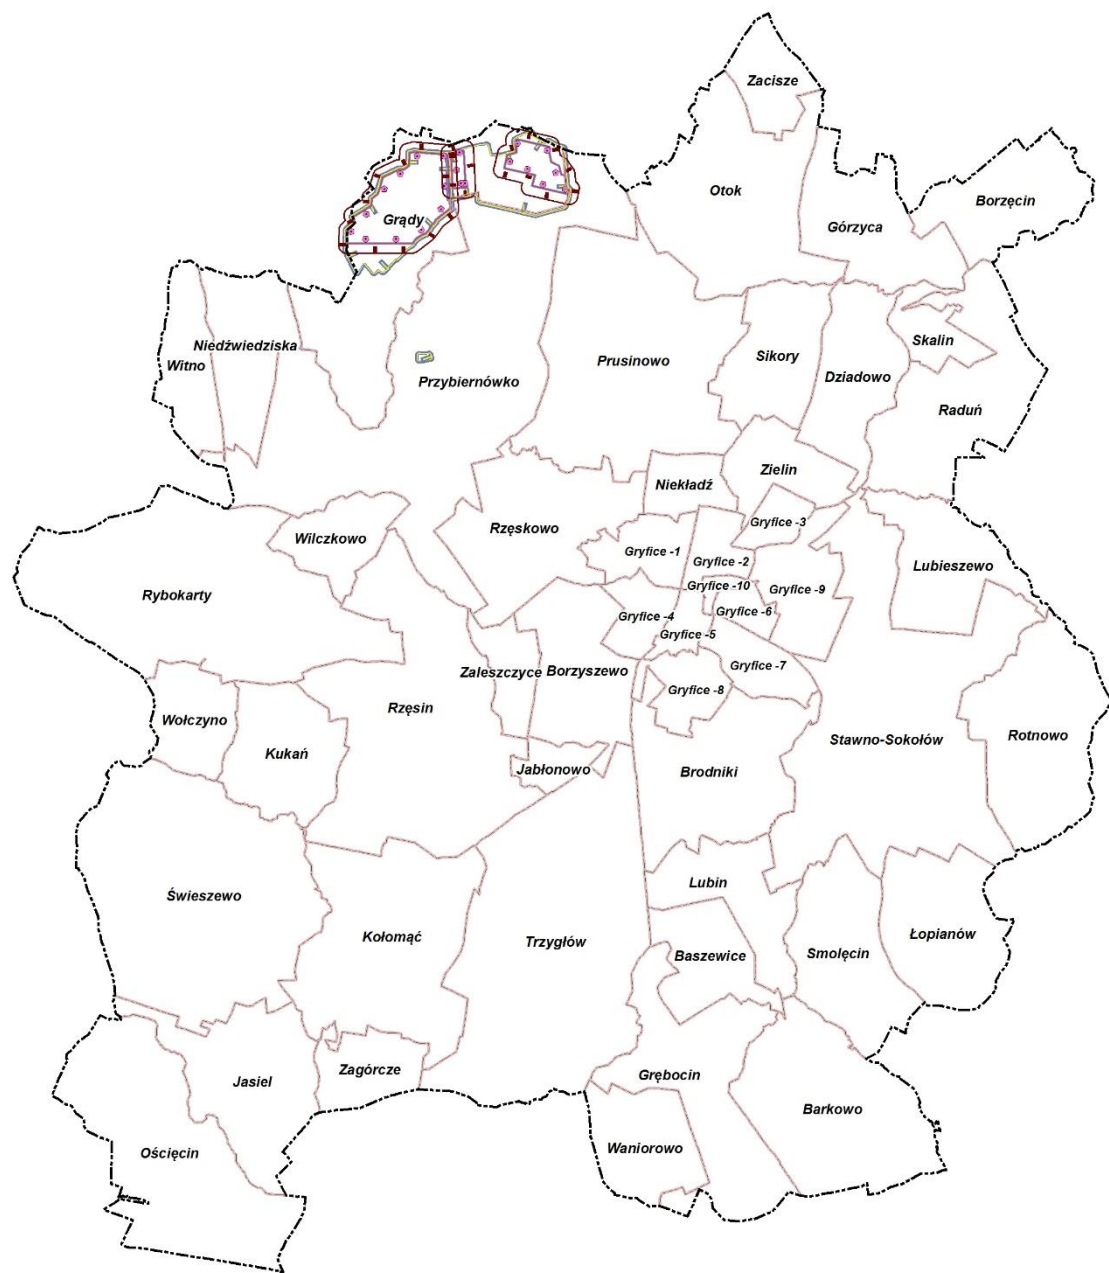 Zacisze
Otok
Borzęcin
Grądy
Górzyca
Niedźwiedziska
Skalin
Witno
Sikory
Prusinowo
Dziadowo
Przybiernówko
Raduń
Zielin
Niekłądź
Gryfice -3
Rzęskowo
Wilczkowo
Gryfice -1
Gryfice -2
Lubieszewo
Rybokarty
Gryfice -10
Gryfice -9
Gryfice -6
Gryfice -4
Gryfice -5
Gryfice -7
Zaleszczyce
Borzyszewo
Gryfice -8
Rzęsin
Wołczyno
Stawno-Sokołów
Rotnowo
Kukań
Jabłonowo
Brodniki
Lubin
Świeszewo
Łopianów
Kołomąć
Trzygłów
Baszewice
Smolęcin
Zagórcze
Grębocin
Jasiel
Barkowo
Waniorowo
Ościęcin